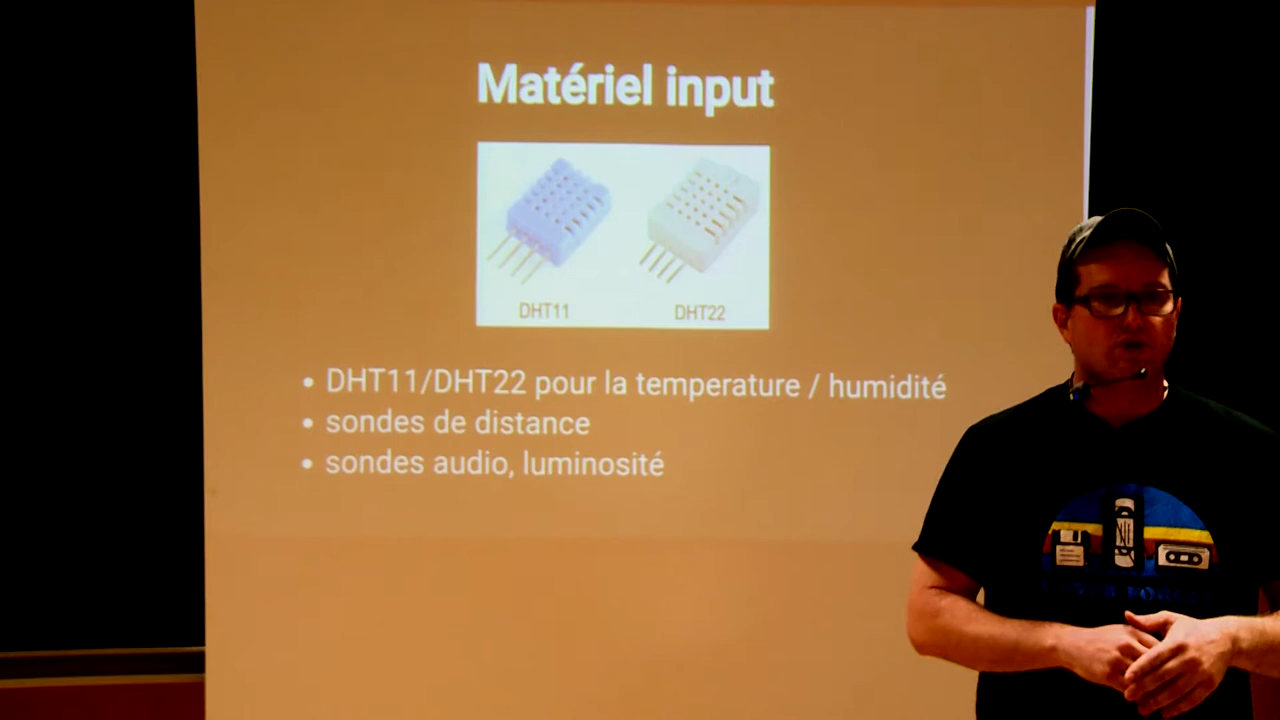 Matériel input
DHT11 DHT22
• DHT11/DHT22 pour la temperature / humidité
• sondes de distance
• sondes audio, luminosité